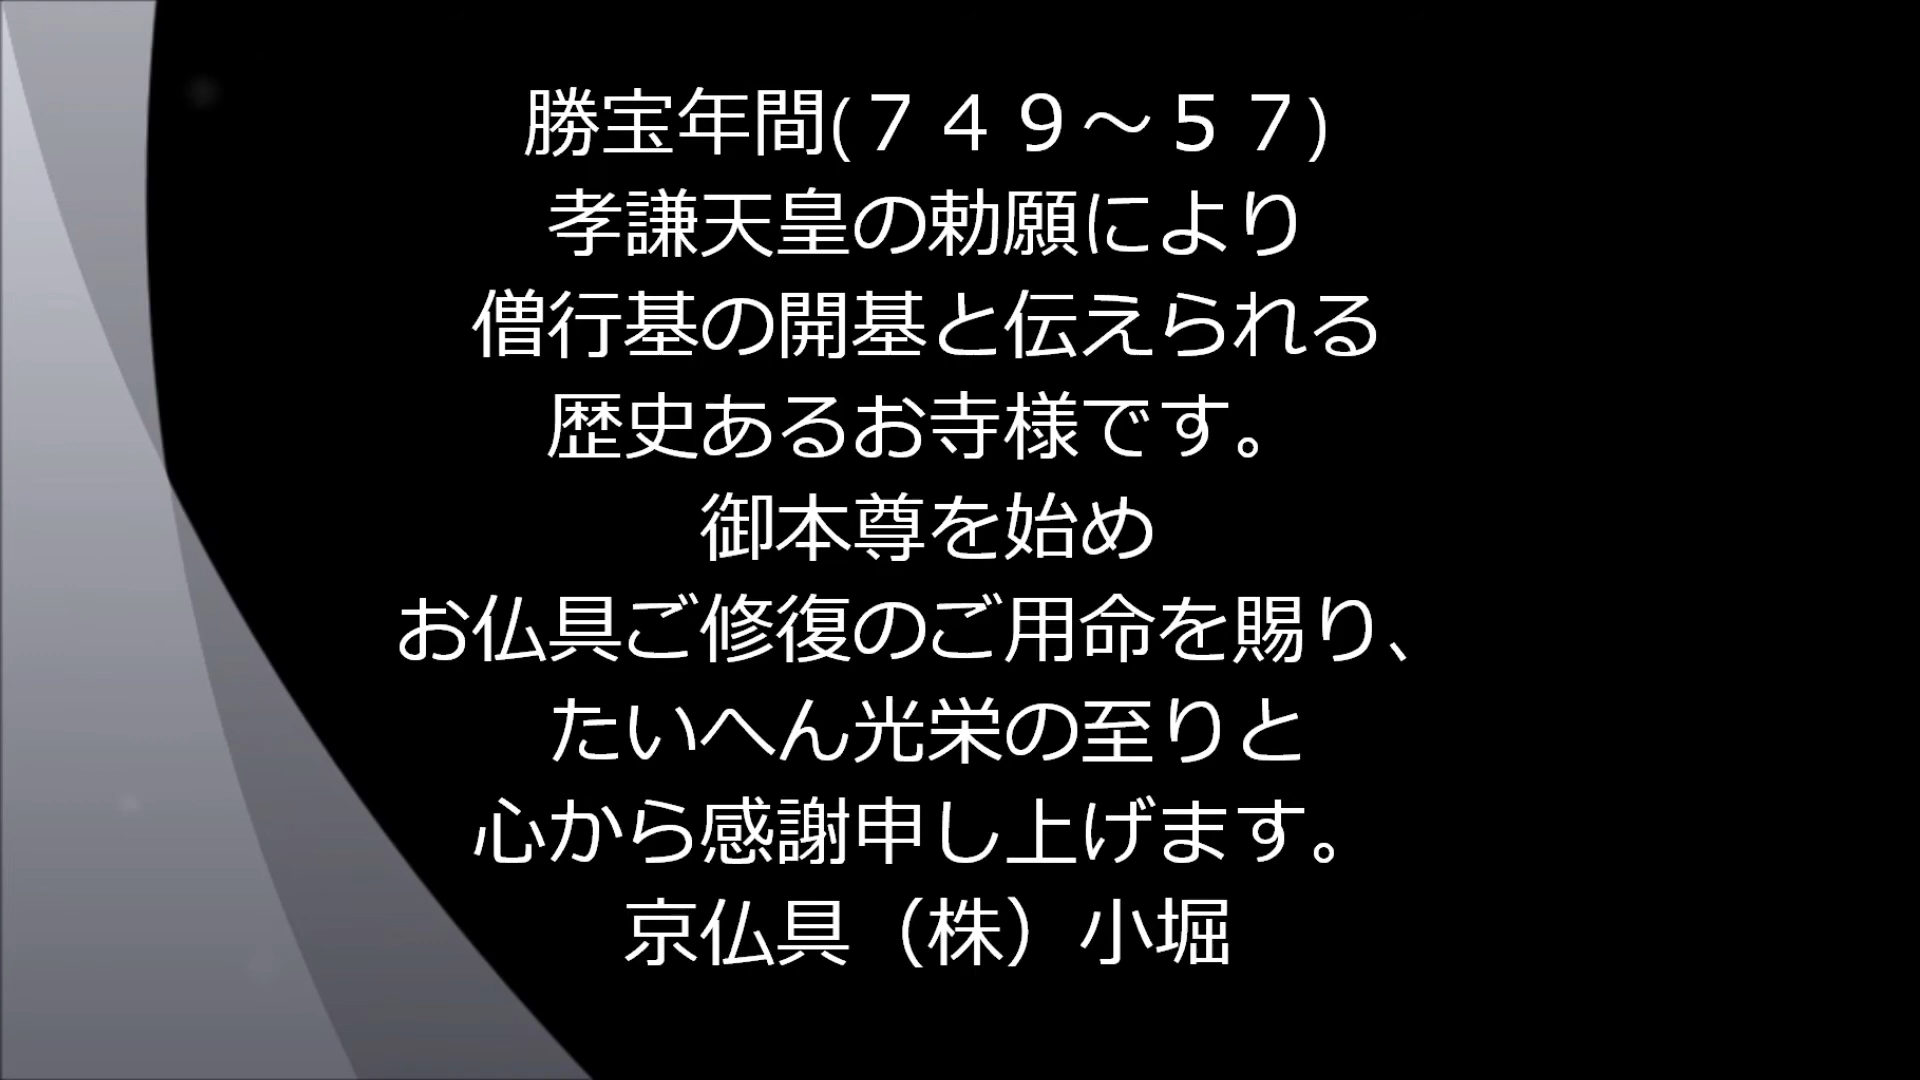 勝宝年間(７４９～５７)
孝謙天皇の勅願により
僧行基の開基と伝えられる
歴史あるお寺様です。
御本尊を始め
お仏具ご修復のご用命を賜り、
たいへん光栄の至りと
心から感謝申し上げます。
京仏具（株）小堀